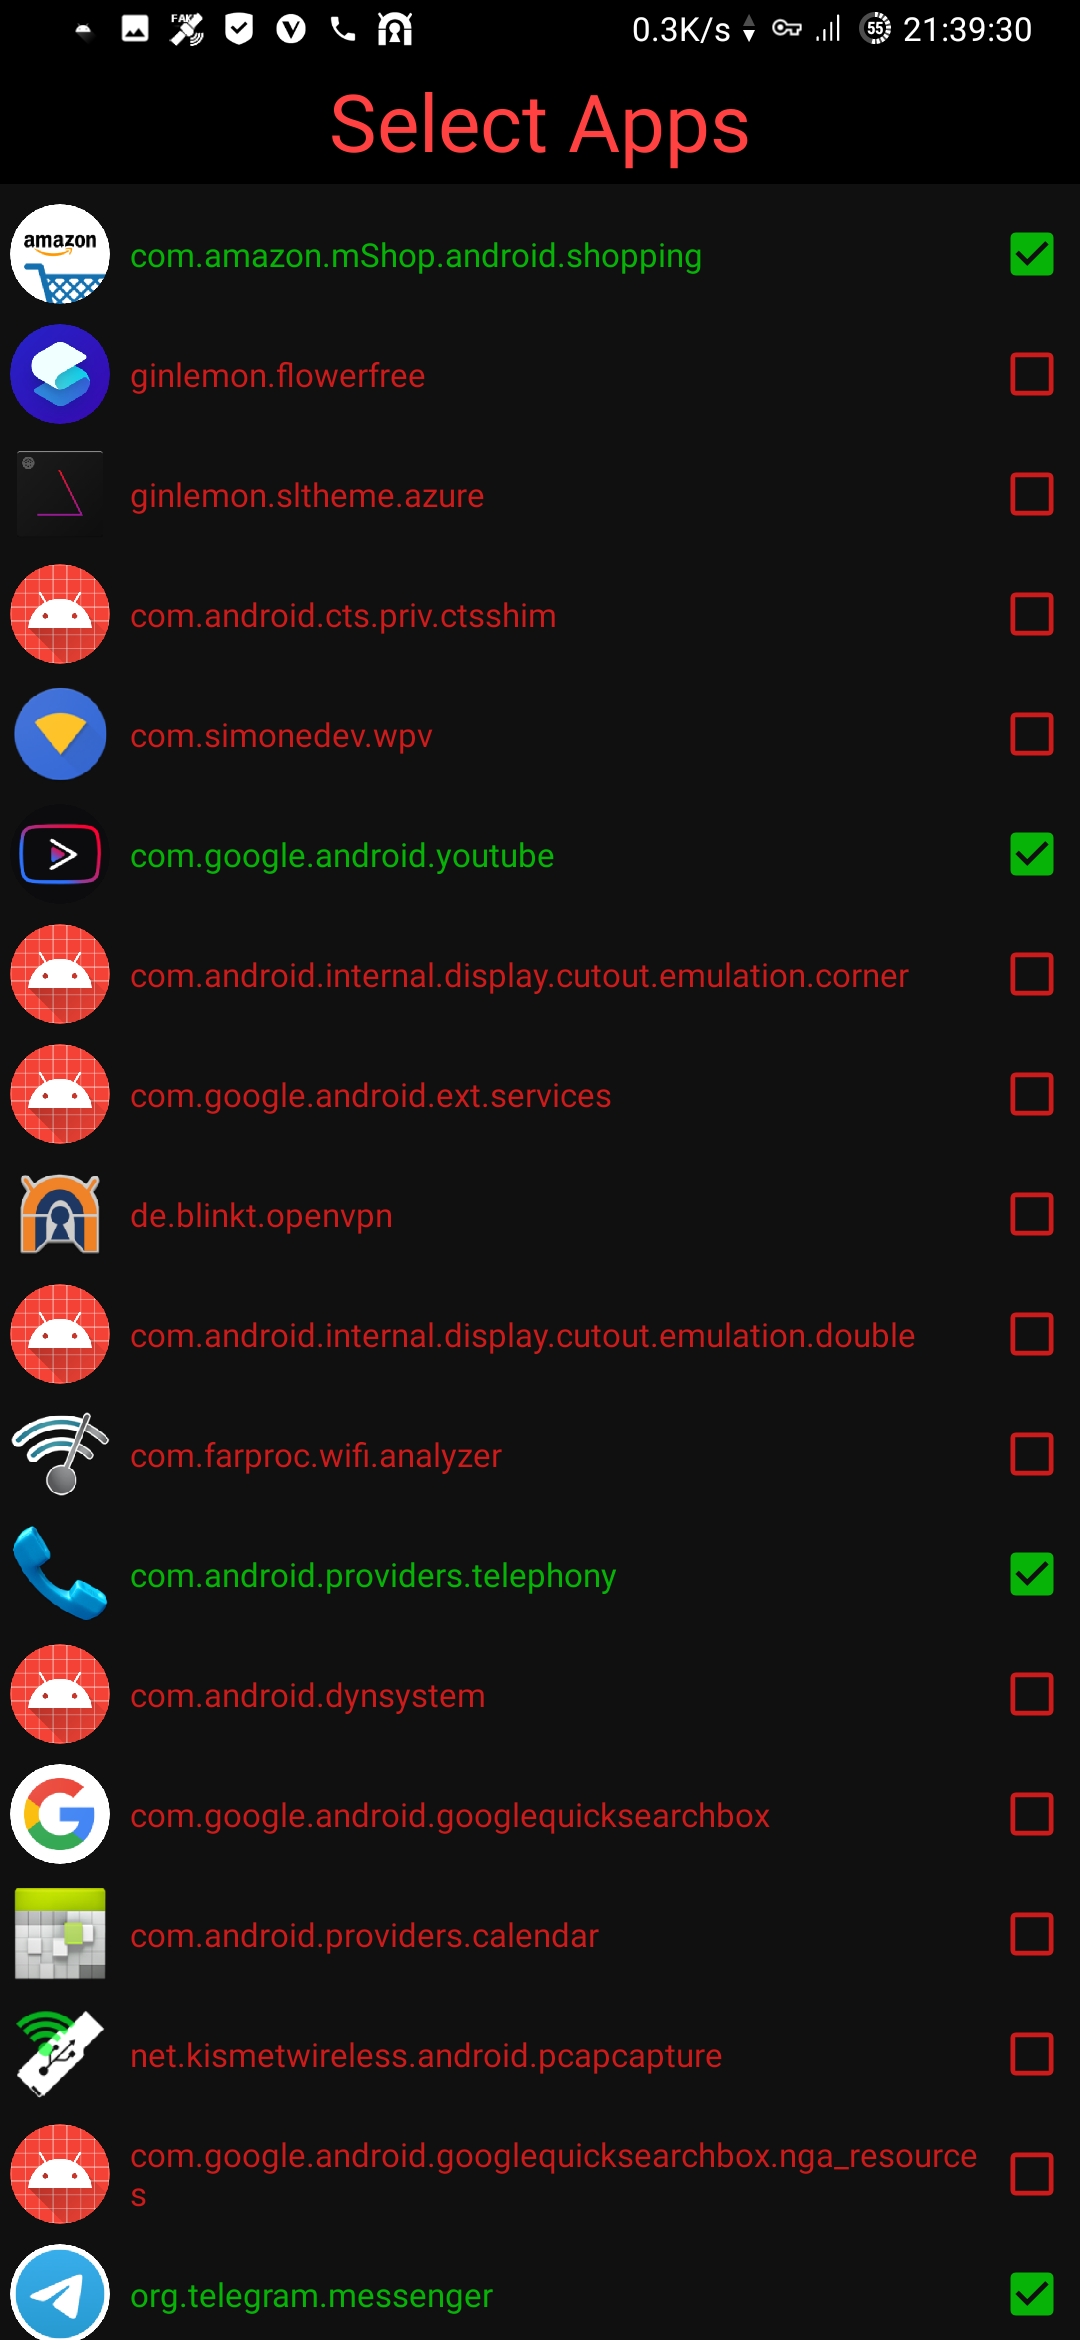 FAKE
0.3K/s
55
21:39:30
Select Apps
amazon
com.amazon.mShop.android.shopping
ginlemon.flowerfree
ginlemon.sltheme.azure
com.android.cts.priv.ctsshim
com.simonedev.wpv
com.google.android.youtube
com.android.internal.display.cutout.emulation.corner
com.google.android.ext.services
de.blinkt.openvpn
com.android.internal.display.cutout.emulation.double
com.farproc.wifi.analyzer
com.android.providers.telephony
com.android.dynsystem
com.google.android.googlequicksearchbox
com.android.providers.calendar
net.kismetwireless.android.pcapcapture
com.google.android.googlequicksearchbox.nga_resource
s
org.telegram.messenger